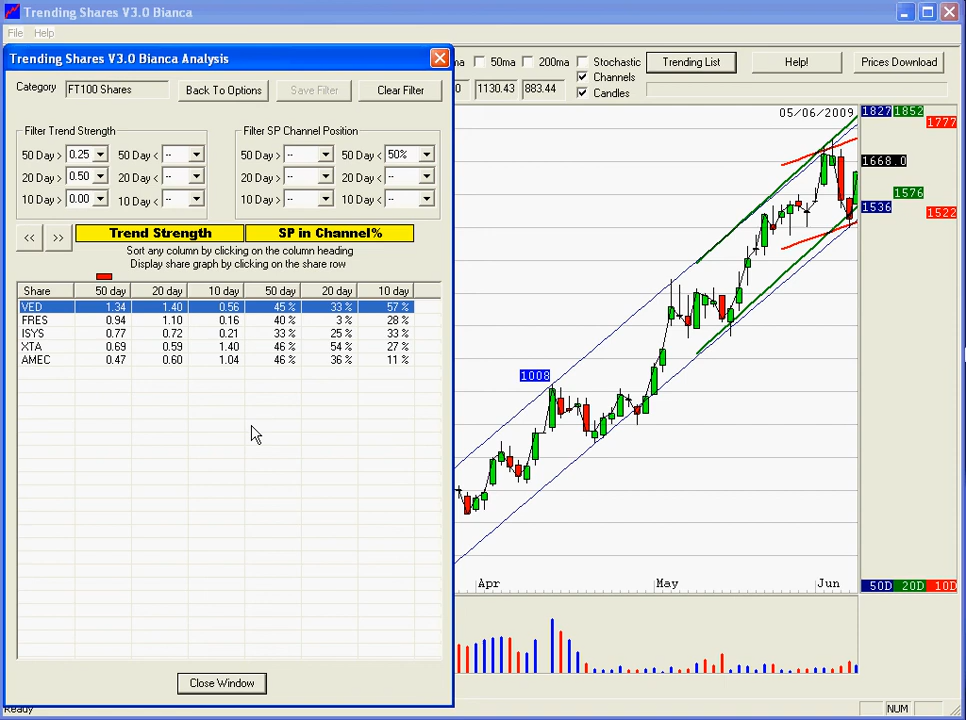 Trending Shares V3.0 Bianca
File Help
Trending Shares V3.0 Bianca Analysis
Category FT100 Shares Back To Options Save Filter Clear Filter
Filter Trend Strength
50 Day > 0.25 50 Day < --
20 Day > 0.50 20 Day < --
10 Day > 0.00 10 Day < --
Filter SP Channel Position
50 Day > -- 50 Day < 50%
20 Day > -- 20 Day < --
10 Day > -- 10 Day < --
<< >> Trend Strength SP in Channel%
Sort any column by clicking on the column heading
Display share graph by clicking on the share row
Share 50 day 20 day 10 day 50 day 20 day 10 day
VED 1.34 1.40 0.56 45 % 33 % 57 %
FRES 0.94 1.10 0.16 40 % 3 % 28 %
ISYS 0.77 0.72 0.21 33 % 25 % 33 %
XTA 0.69 0.59 1.40 46 % 54 % 27 %
AMEC 0.47 0.60 1.04 46 % 36 % 11 %
Close Window
50ma 200ma Stochastic
Channels
Candles
1130.43 883.44
Trending List Help! Prices Download
05/06/2009 1827 1852
1777
1668.0
1576
1536
1522
1008
Apr May Jun
50D 20D 10D
Ready NUM